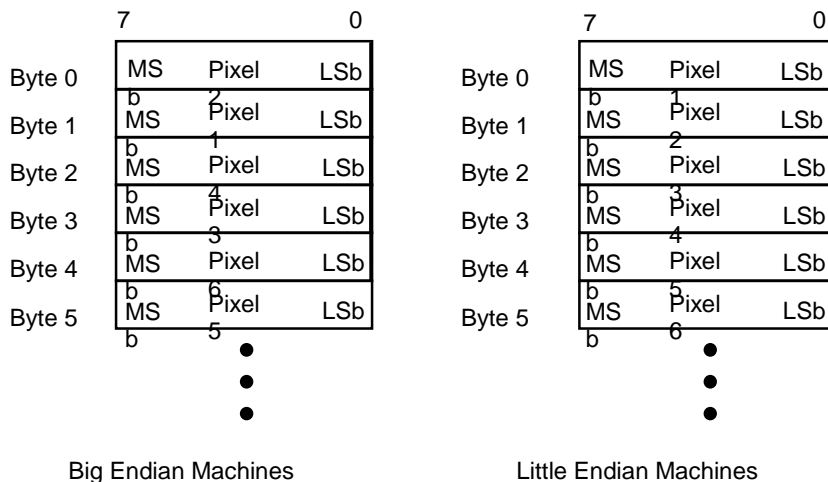 7 0 7 0
Byte 0 MS Pixel LSb Byte 0 MS Pixel LSb
b 2 b 1
Byte 1 MS Pixel LSb Byte 1 MS Pixel LSb
b 1 b 2
Byte 2 MS Pixel LSb Byte 2 MS Pixel LSb
b 4 b 3
Byte 3 MS Pixel LSb Byte 3 MS Pixel LSb
b 3 b 4
Byte 4 MS Pixel LSb Byte 4 MS Pixel LSb
b 6 b 5
Byte 5 MS Pixel LSb Byte 5 MS Pixel LSb
b 5 b 6
Big Endian Machines Little Endian Machines